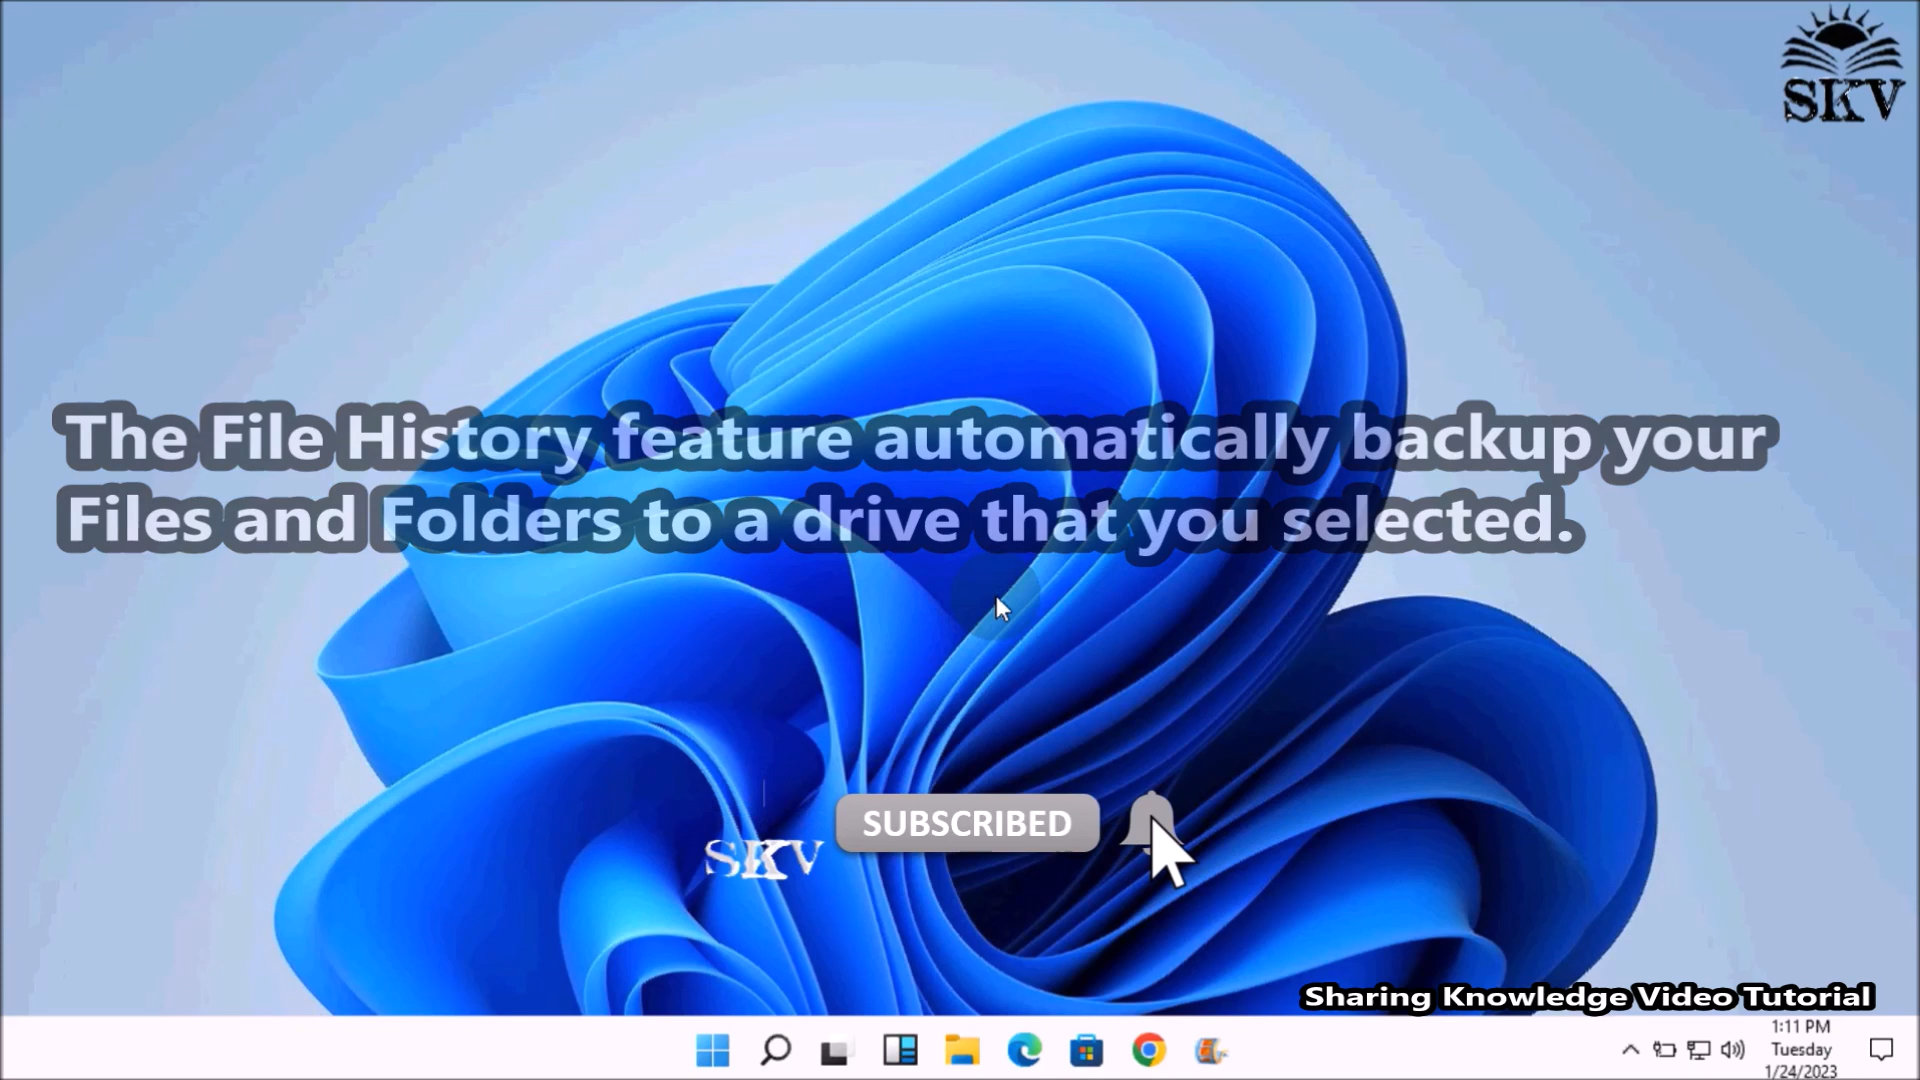 SKV
The File History feature automatically backup your
Files and Folders to a drive that you selected.
SUBSCRIBED
SKV
Sharing Knowledge Video Tutorial
1:11 PM
Tuesday
1/24/2023